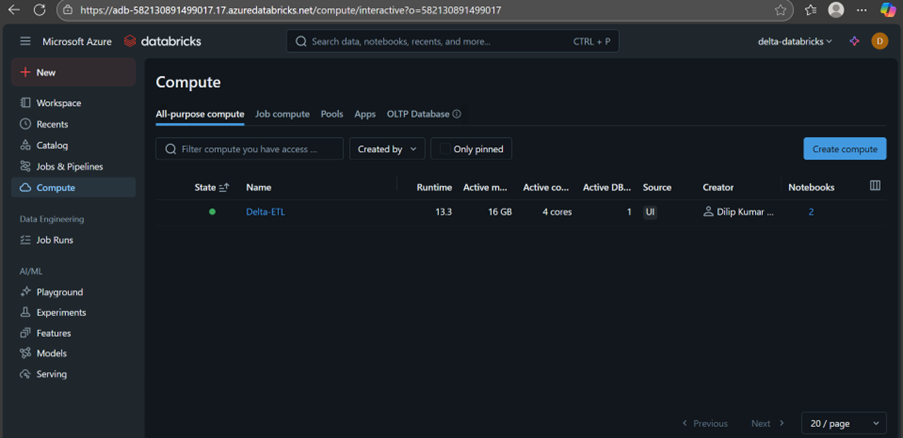 https://adb-582130891499017.17.azuredatabricks.net/compute/interactive?o=582130891499017
Microsoft Azure databricks Search data, notebooks, recents, and more... CTRL + P delta-databricks D
New
Workspace
Recents
Catalog
Jobs & Pipelines
Compute
Data Engineering
Job Runs
AI/ML
Playground
Experiments
Features
Models
Serving
Compute
All-purpose compute Job compute Pools Apps OLTP Database
Filter compute you have access ... Created by Only pinned Create compute
State Name Runtime Active m... Active co... Active DB... Source Creator Notebooks
Delta-ETL 13.3 16 GB 4 cores 1 UI Dilip Kumar ... 2
Previous Next 20 / page